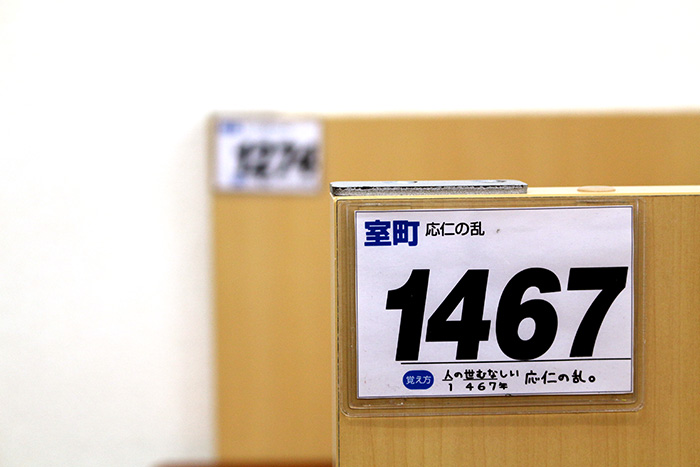 1274
室町 応仁の乱
1467
覚え方 人の世むなしい 応仁の乱。
1 467年